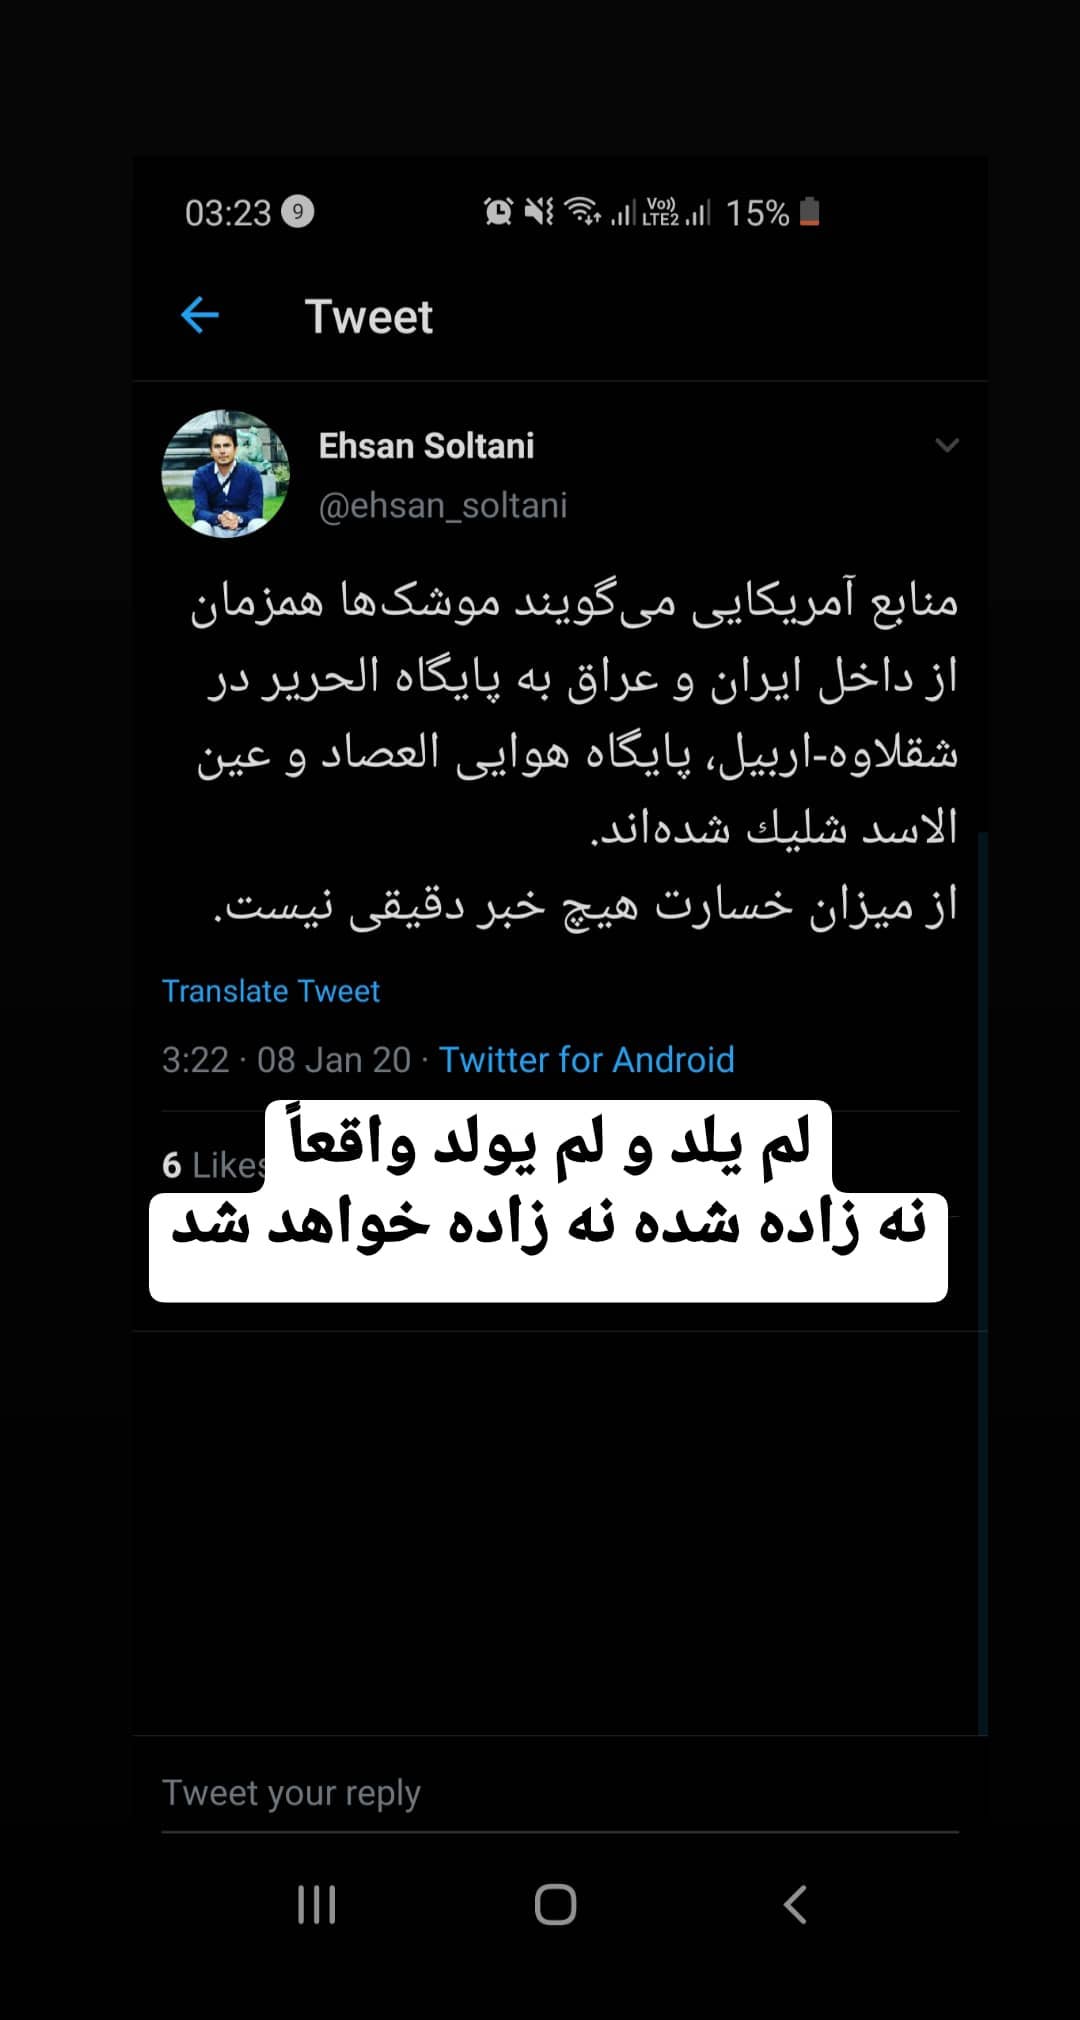 03:23 9 Vo)) LTE2 15%
Tweet
Ehsan Soltani
@ehsan_soltani
منابع آمریکایی می‌گویند موشک‌ها همزمان
از داخل ایران و عراق به پایگاه الحریر در
شقلاوه-اربیل، پایگاه هوایی العصاد و عین
الاسد شليك شده‌اند.
از میزان خسارت هیچ خبر دقیقی نیست.
Translate Tweet
3:22 · 08 Jan 20 · Twitter for Android
6 Likes
لم یلد و لم یولد واقعاً
نه زاده شده نه زاده خواهد شد
Tweet your reply